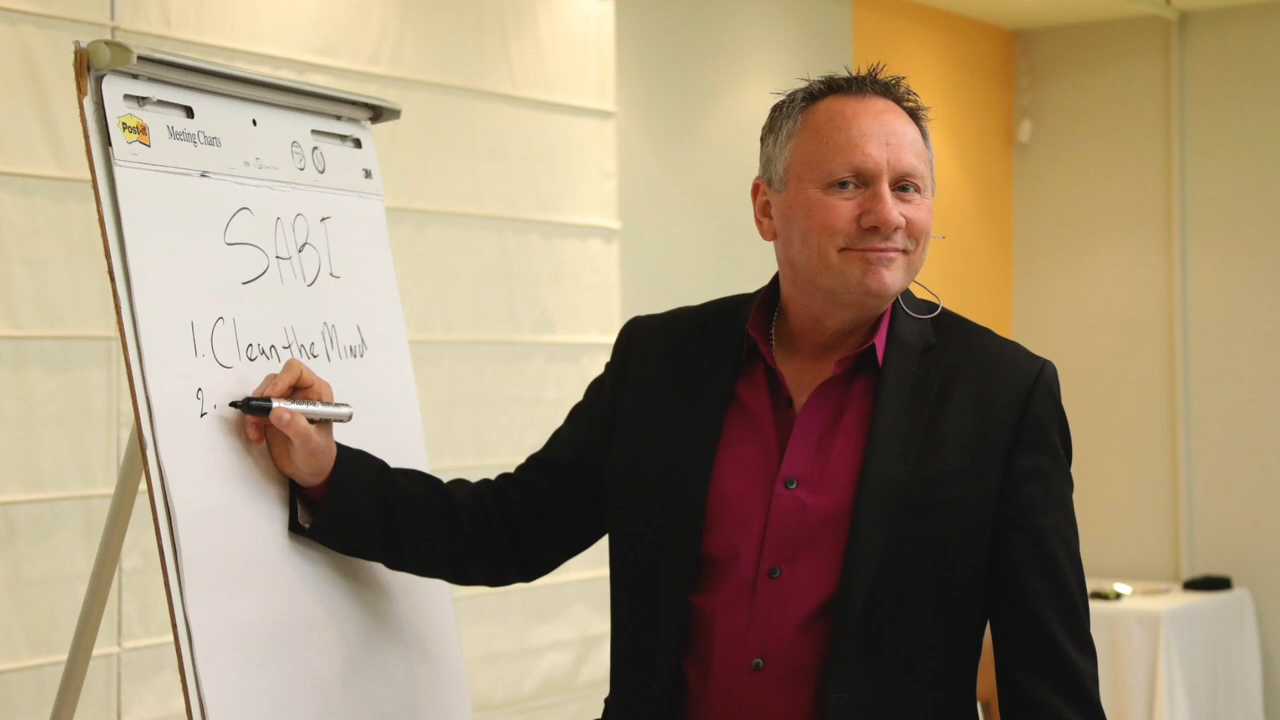 Post-it Meeting Charts
3M
SABI
1. Clean the Mind
2.
Sharpie